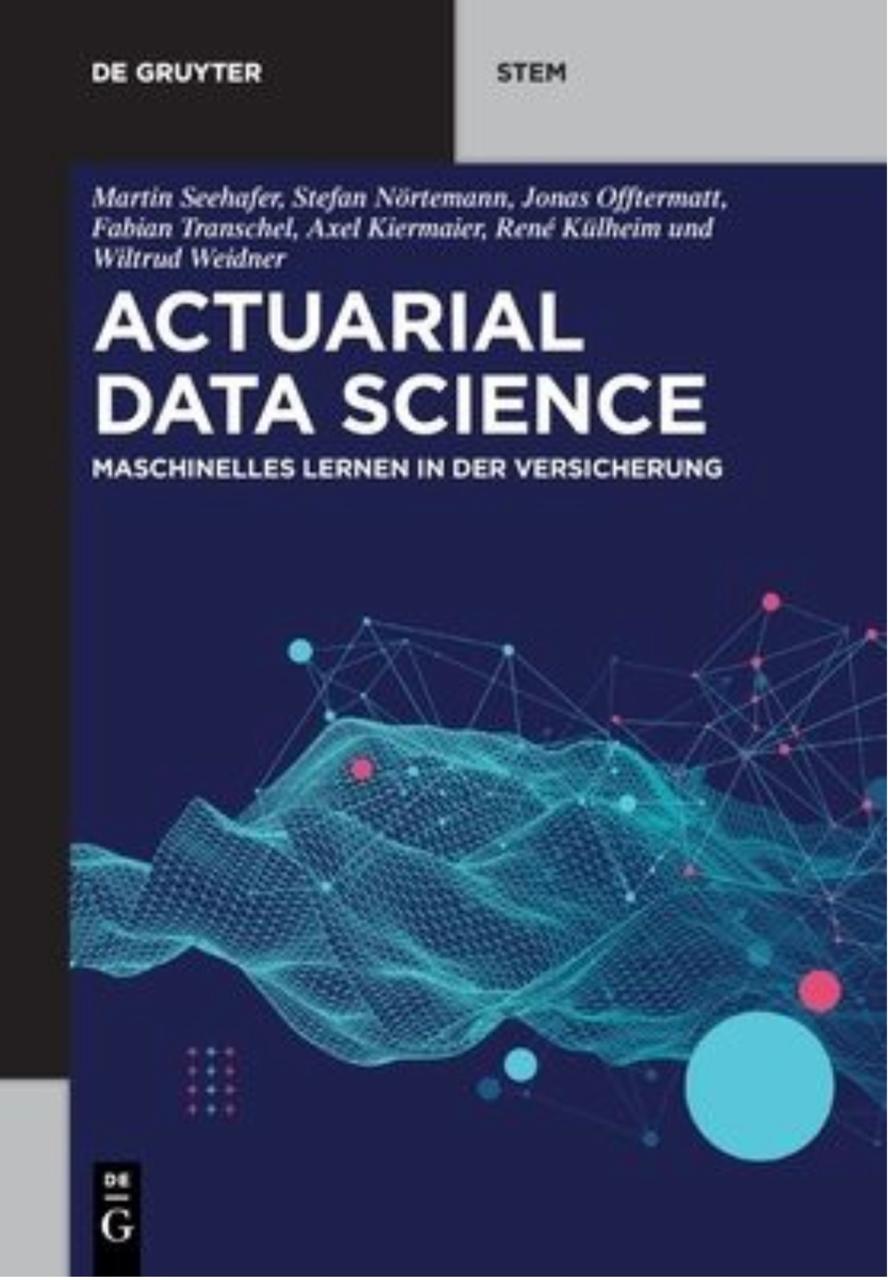 DE GRUYTER
STEM
Martin Seehafer, Stefan Nörtemann, Jonas Offtermatt,
Fabian Transchel, Axel Kiermaier, René Külheim und
Wiltrud Weidner
ACTUARIAL
DATA SCIENCE
MASCHINELLES LERNEN IN DER VERSICHERUNG
DE
G